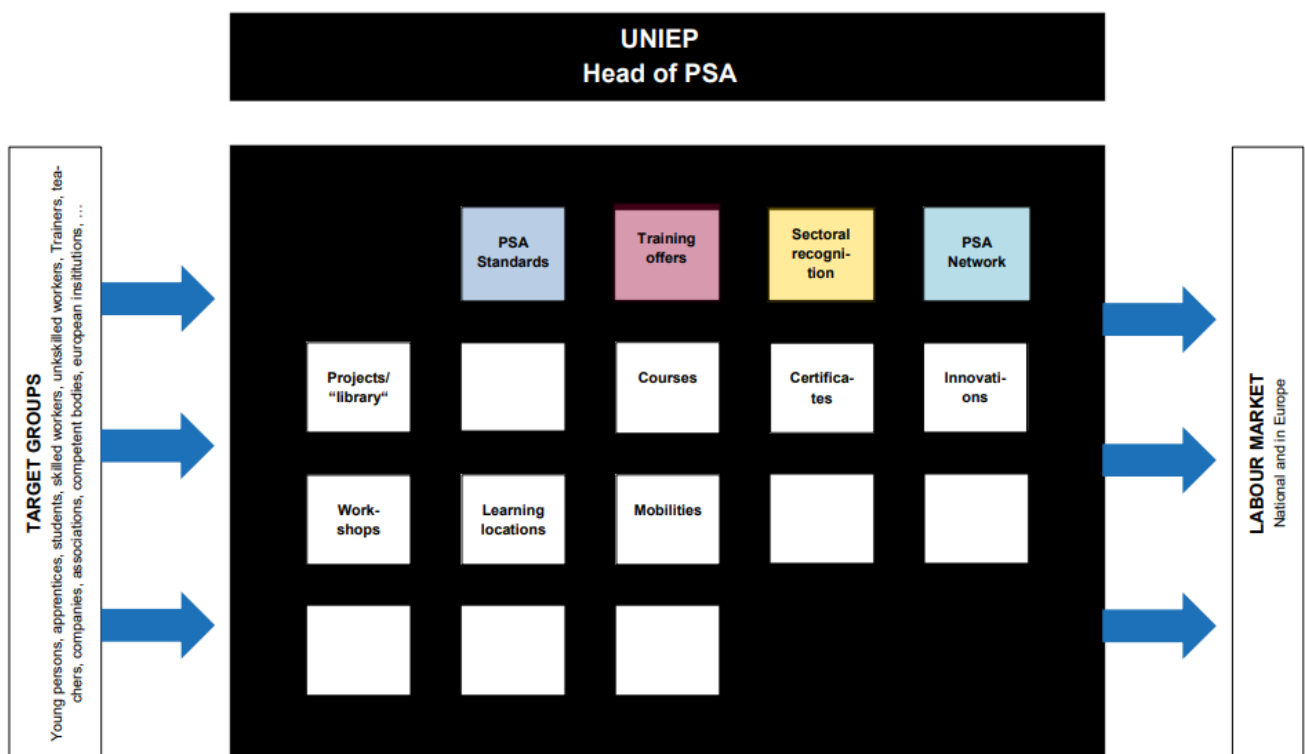 UNIEP
Head of PSA
TARGET GROUPS
Young persons, apprentices, students, skilled workers, unkskilled workers, Trainers, tea-
chers, companies, associations, competent bodies, european insititutions, …
PSA
Standards
Training
offers
Sectoral
recogni-
tion
PSA
Network
Projects/
“library“
Courses
Certifica-
tes
Innovati-
ons
Work-
shops
Learning
locations
Mobilities
LABOUR MARKET
National and in Europe